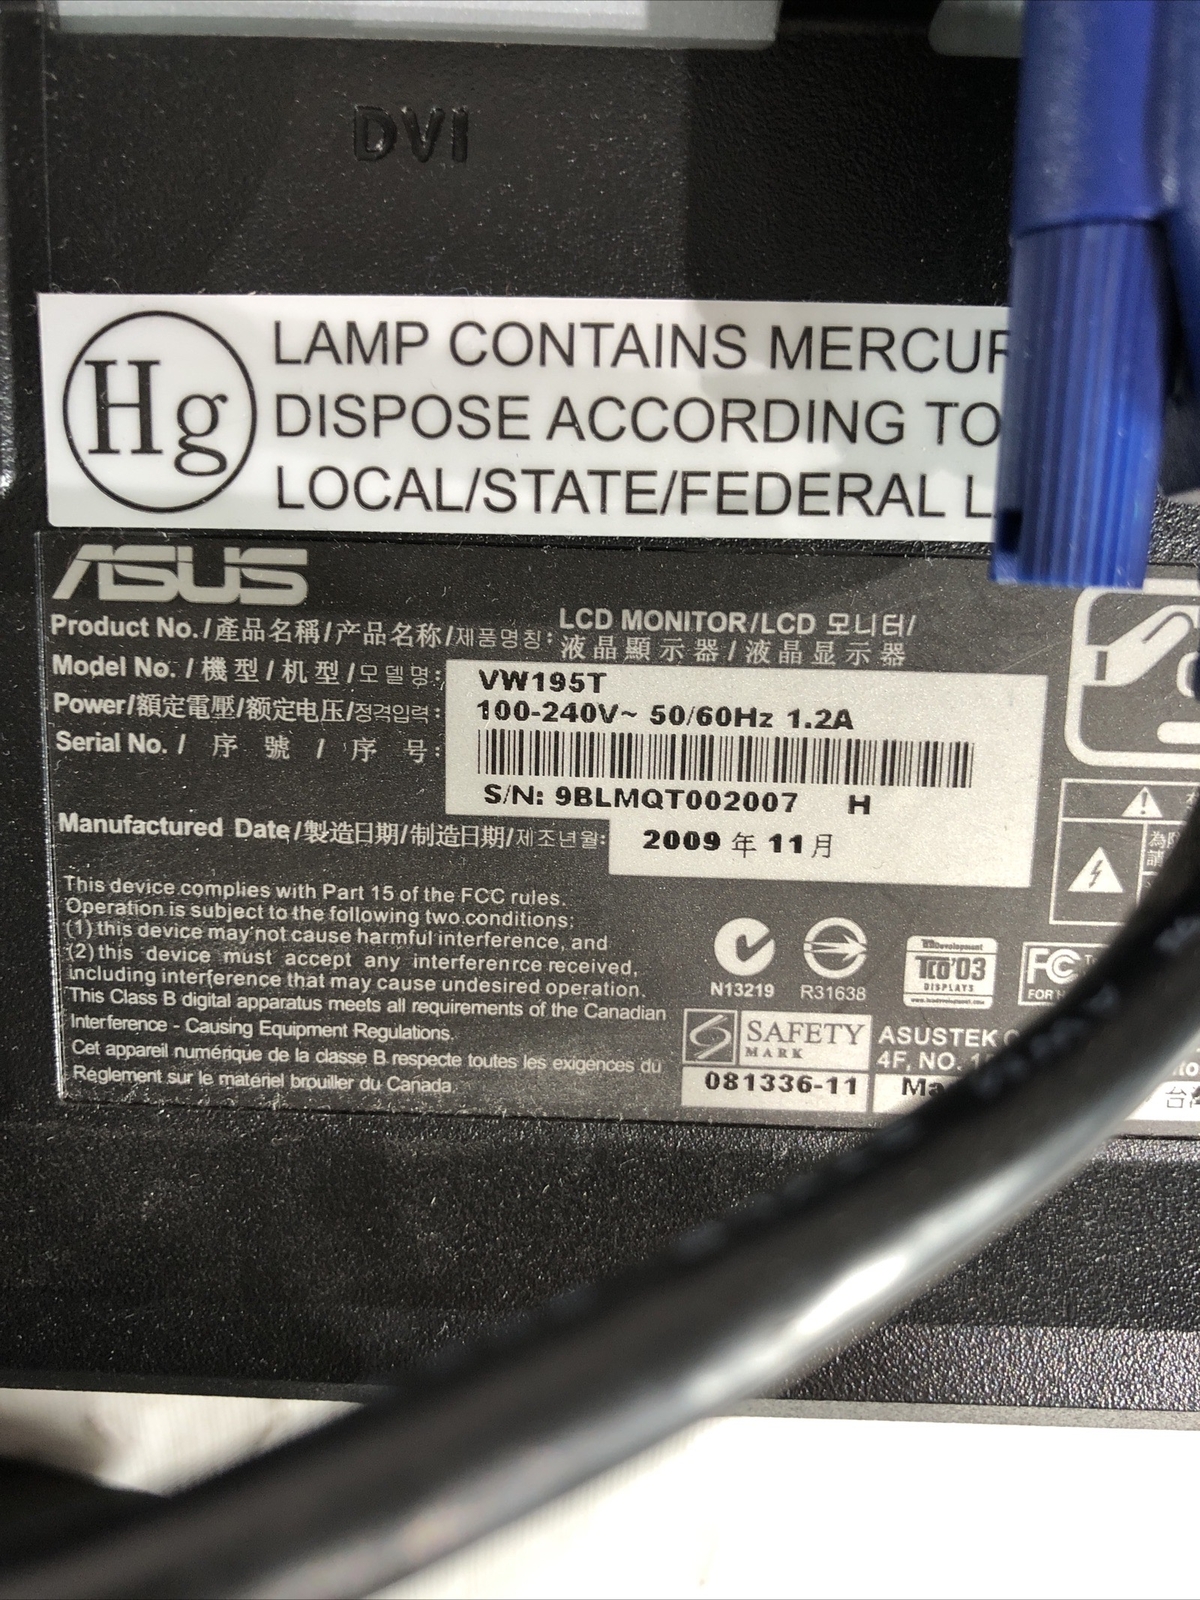 DVI
Hg
LAMP CONTAINS
DISPOSE ACCORDING TO
LOCAL/STATE/FEDERAL
ASUS
Product No./產品名稱/产品名称/제품명칭: LCD MONITOR/LCD 모니터/
液晶顯示器/液晶显示器
Model No. /機型/机型/모델명: VW195T
Power/額定電壓/额定电压/정격입력: 100-240V~ 50/60Hz 1.2A
Serial No. / 序 號 / 序 号:
S/N: 9BLMQT002007 H
Manufactured Date/製造日期/制造日期/제조년월: 2009 年 11 月
This device complies with Part 15 of the FCC rules.
Operation is subject to the following two conditions:
(1) this device may not cause harmful interference, and
(2) this device must accept any interferenrce received,
including interference that may cause undesired operation.
This Class B digital apparatus meets all requirements of the Canadian
Interference - Causing Equipment Regulations.
Cet appareil numérique de la classe B respecte toutes les exigences du
Règlement sur le matériel brouiller du Canada.
N13219
R31638
TCO'03
DISPLAYS
FC
FOR
SAFETY
MARK
081336-11
ASUSTEK
4F, NO.